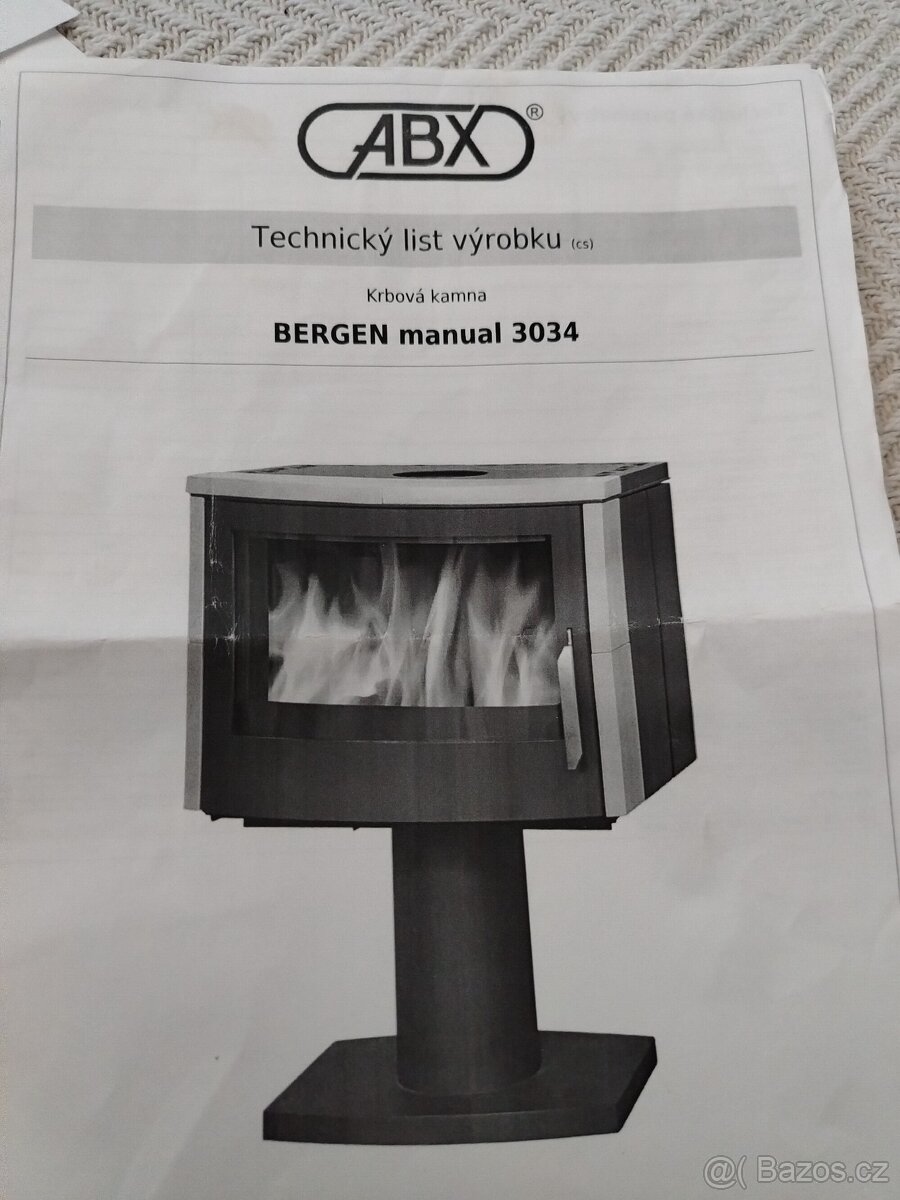 ABX®
Technický list výrobku (cs)
Krbová kamna
BERGEN manual 3034
@( Bazos.cz